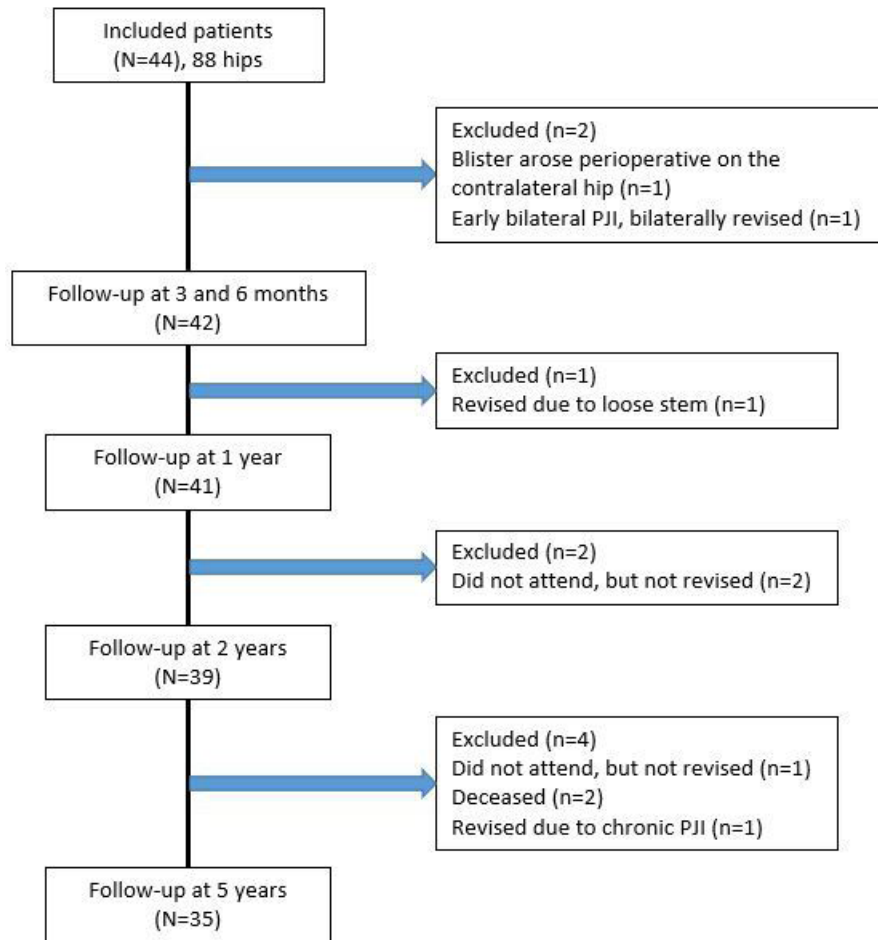 Included patients
(N=44), 88 hips
Excluded (n=2)
Blister arose perioperative on the
contralateral hip (n=1)
Early bilateral PJI, bilaterally revised (n=1)
Follow-up at 3 and 6 months
(N=42)
Excluded (n=1)
Revised due to loose stem (n=1)
Follow-up at 1 year
(N=41)
Excluded (n=2)
Did not attend, but not revised (n=2)
Follow-up at 2 years
(N=39)
Excluded (n=4)
Did not attend, but not revised (n=1)
Deceased (n=2)
Revised due to chronic PJI (n=1)
Follow-up at 5 years
(N=35)